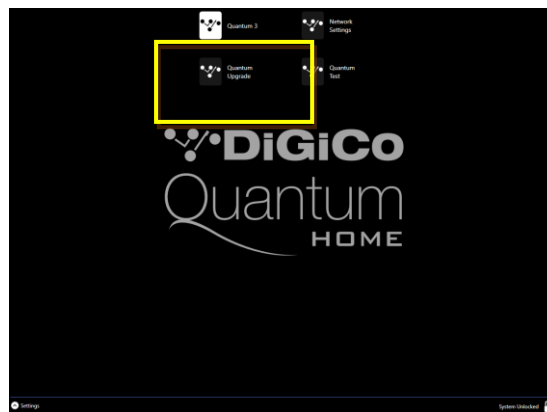 Quantum 3
Network
Settings
Quantum
Upgrade
Quantum
Test
DiGiCo
Quantum
HOME
Settings
System Unlocked